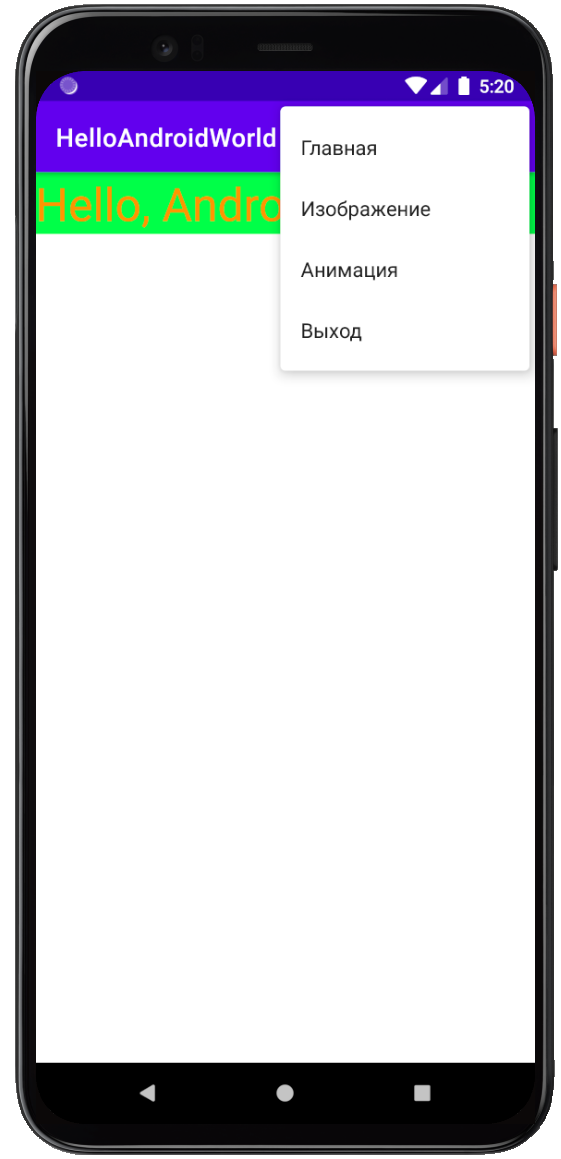 5:20
HelloAndroidWorld
Главная
Hello, Andro
Изображение
Анимация
Выход